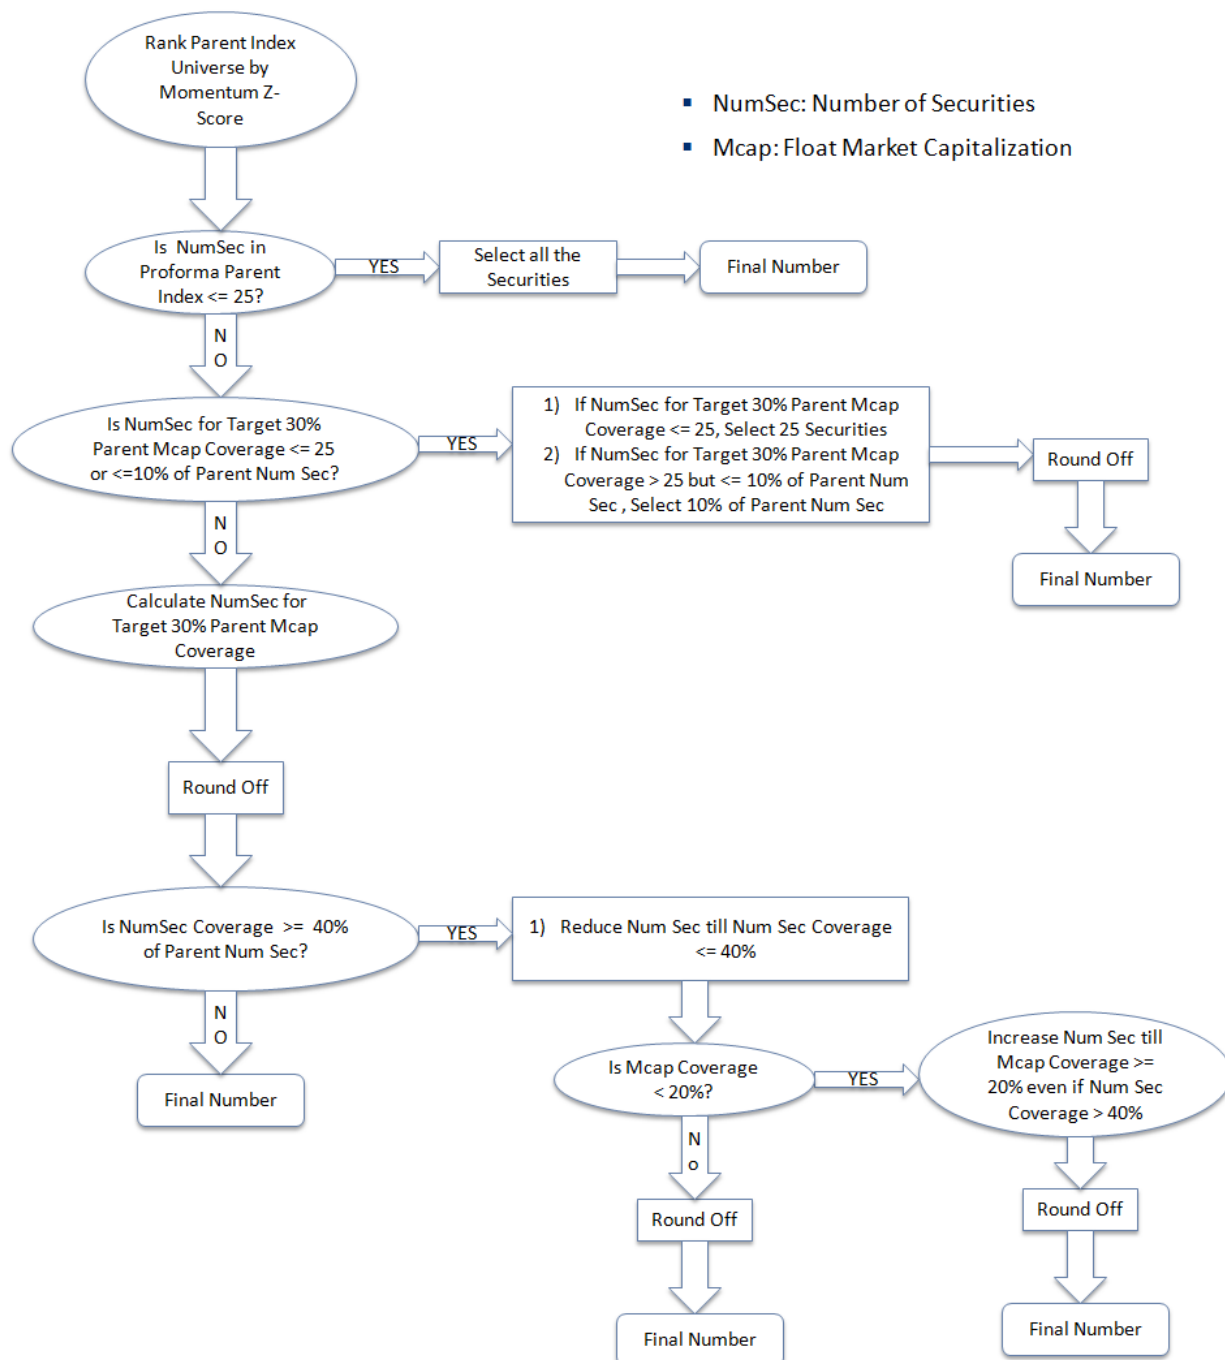 Rank Parent Index
Universe by
Momentum Z-
Score
▪ NumSec: Number of Securities
▪ Mcap: Float Market Capitalization
Is NumSec in
Proforma Parent
Index <= 25?
YES
Select all the
Securities
Final Number
N
O
Is NumSec for Target 30%
Parent Mcap Coverage <= 25
or <=10% of Parent Num Sec?
YES
1) If NumSec for Target 30% Parent Mcap
Coverage <= 25, Select 25 Securities
2) If NumSec for Target 30% Parent Mcap
Coverage > 25 but <= 10% of Parent Num
Sec , Select 10% of Parent Num Sec
Round Off
Final Number
N
O
Calculate NumSec for
Target 30% Parent Mcap
Coverage
Round Off
Is NumSec Coverage >= 40%
of Parent Num Sec?
YES
1) Reduce Num Sec till Num Sec Coverage
<= 40%
N
O
Final Number
Is Mcap Coverage
< 20%?
YES
Increase Num Sec till
Mcap Coverage >=
20% even if Num Sec
Coverage > 40%
N
o
Round Off
Final Number
Round Off
Final Number